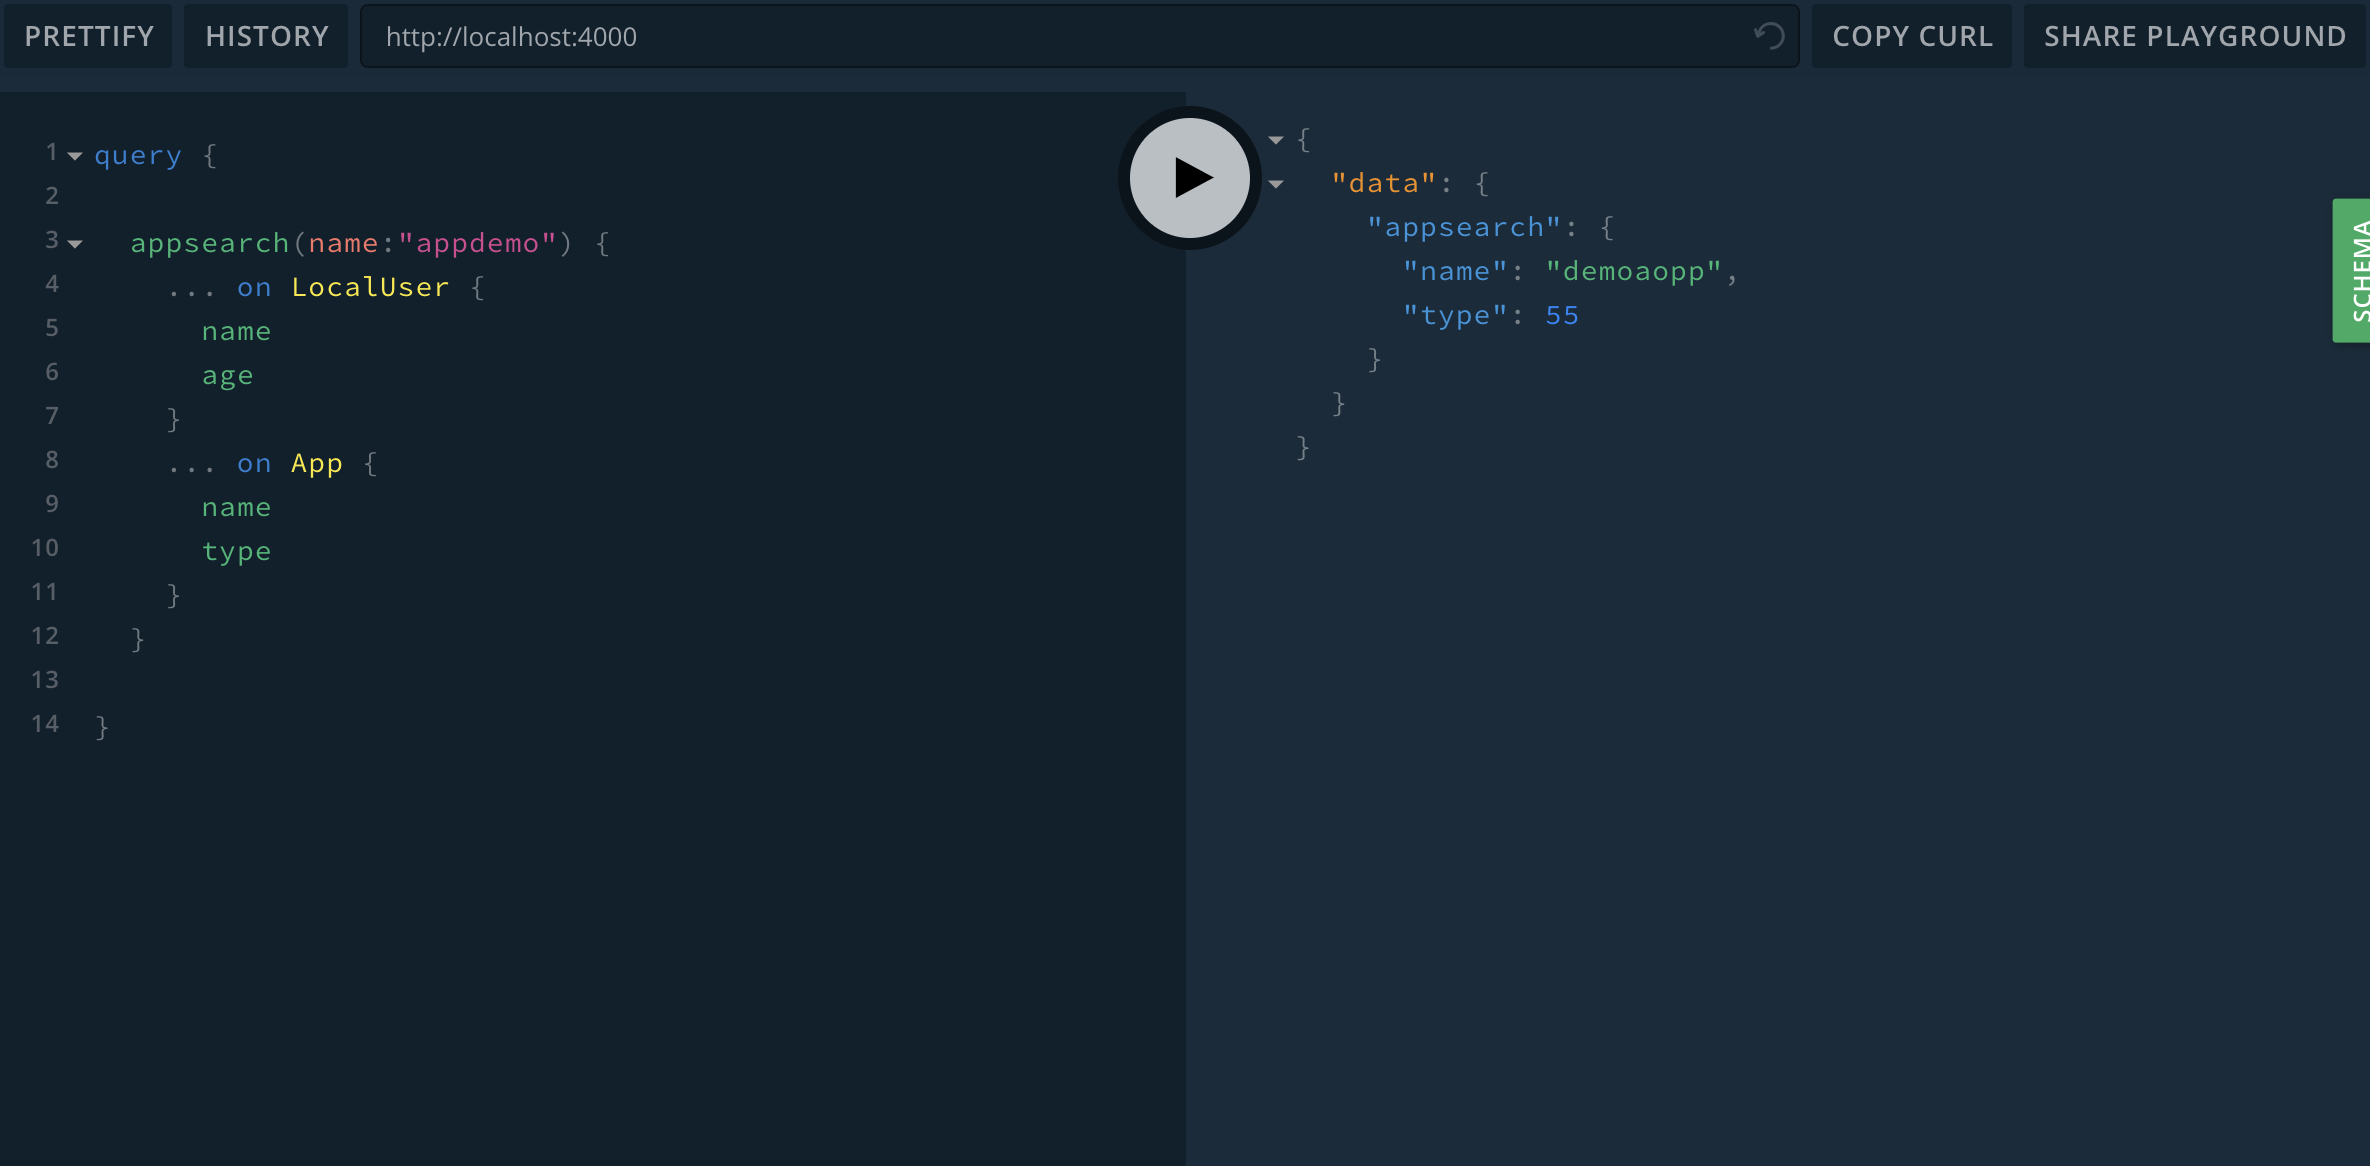 PRETTIFY HISTORY http://localhost:4000 COPY CURL SHARE PLAYGROUND
1 query {
2
3 appsearch(name:"appdemo") {
4 ... on LocalUser {
5 name
6 age
7 }
8 ... on App {
9 name
10 type
11 }
12 }
13
14 }
{
"data": {
"appsearch": {
"name": "demoaopp",
"type": 55
}
}
}
SCHEMA